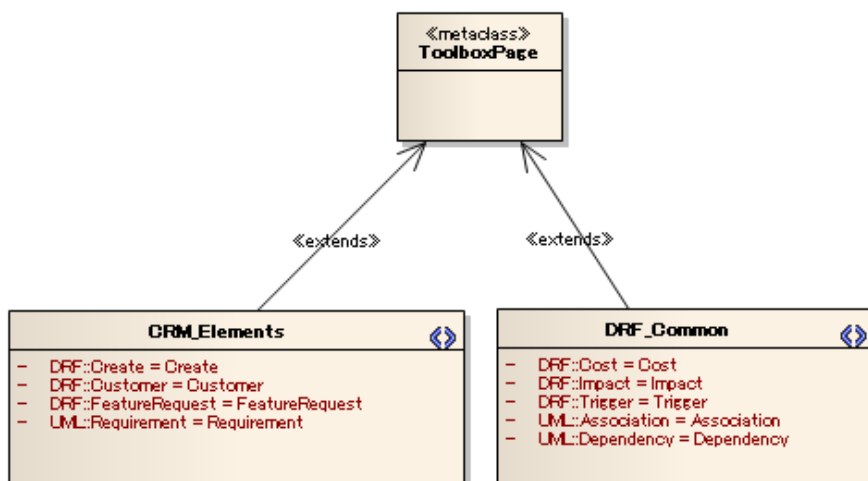 «metaclass»
ToolboxPage
«extends»
«extends»
CRM_Elements
- DRF::Create = Create
- DRF::Customer = Customer
- DRF::FeatureRequest = FeatureRequest
- UML::Requirement = Requirement
DRF_Common
- DRF::Cost = Cost
- DRF::Impact = Impact
- DRF::Trigger = Trigger
- UML::Association = Association
- UML::Dependency = Dependency